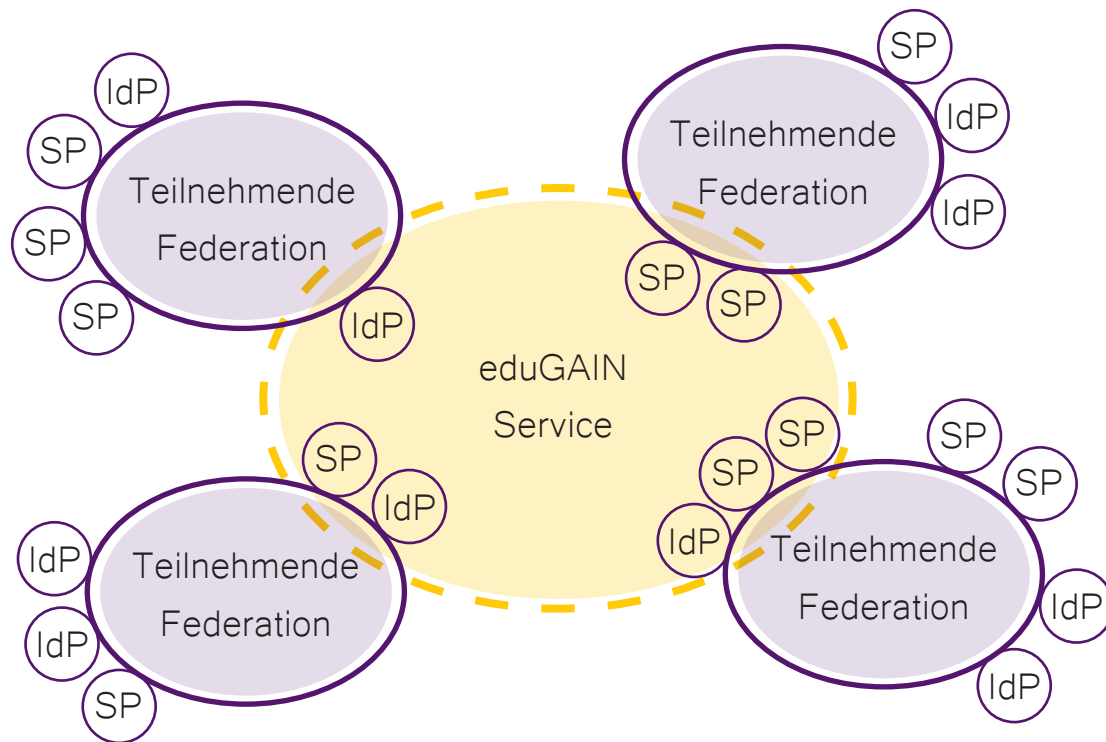 IdP
SP
SP
SP
Teilnehmende
Federation
IdP
SP
IdP
IdP
Teilnehmende
Federation
SP
SP
eduGAIN
Service
SP
IdP
IdP
IdP
SP
Teilnehmende
Federation
SP
SP
IdP
SP
SP
IdP
IdP
Teilnehmende
Federation